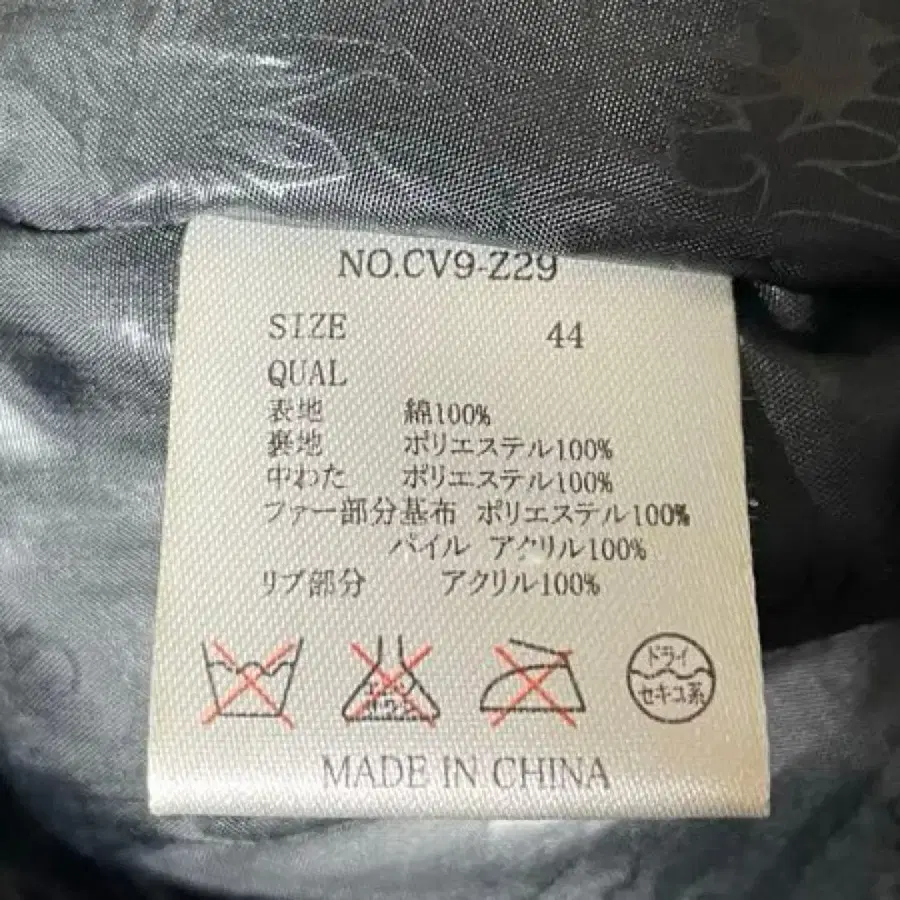 NO.CV9-Z29
SIZE 44
QUAL
表地 綿100%
裏地 ポリエステル100%
中わた ポリエステル100%
ファー部分基布 ポリエステル100%
パイル アクリル100%
リブ部分 アクリル100%
ドライ
セキユ系
MADE IN CHINA